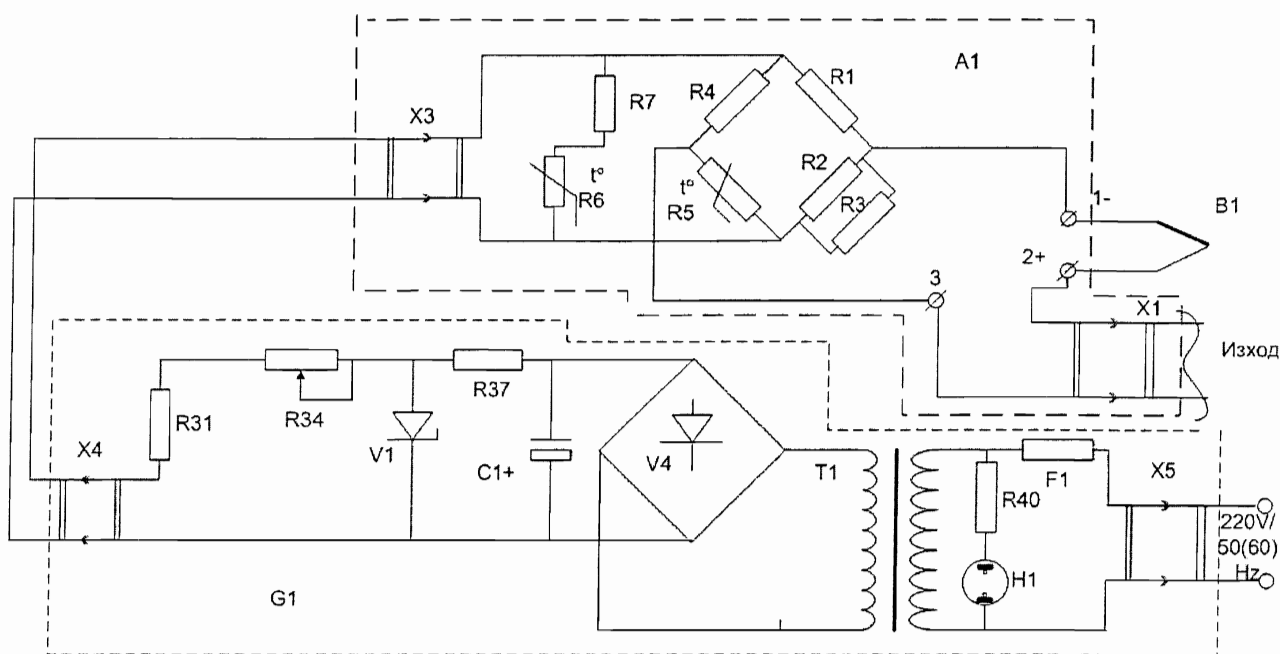 A1
R1
R4
R7
X3
R2
t°
R6
t°
R5
R3
1-
B1
2+
3
X1
Изход
R34
R37
R31
X4
V1
C1+
V4
T1
F1
X5
R40
220V/
50(60)
Hz
H1
G1